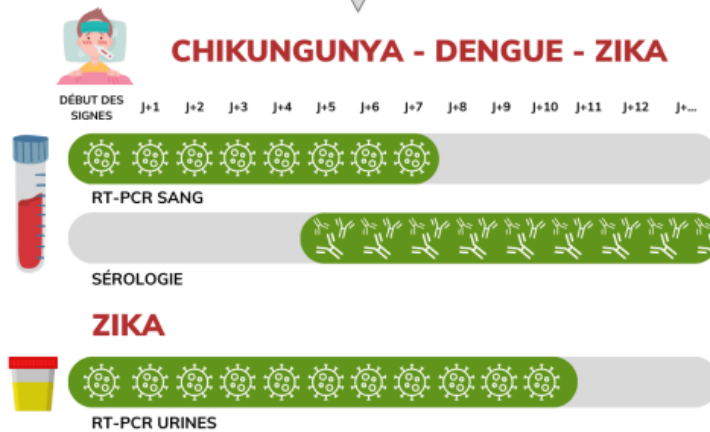 CHIKUNGUNYA - DENGUE - ZIKA
DÉBUT DES
SIGNES
J+1 J+2 J+3 J+4 J+5 J+6 J+7 J+8 J+9 J+10 J+11 J+12 J+...
RT-PCR SANG
SÉROLOGIE
ZIKA
RT-PCR URINES